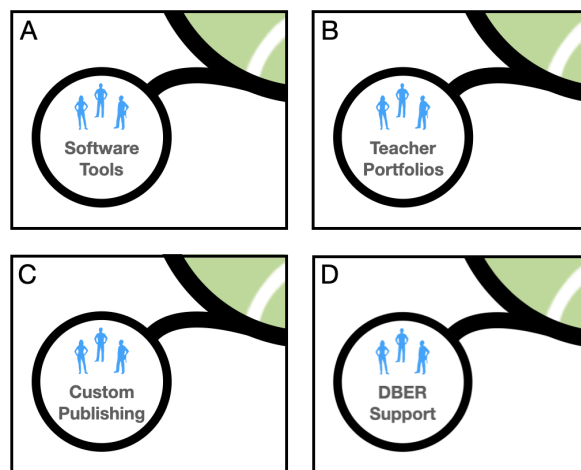 A
Software
Tools
B
Teacher
Portfolios
C
Custom
Publishing
D
DBER
Support